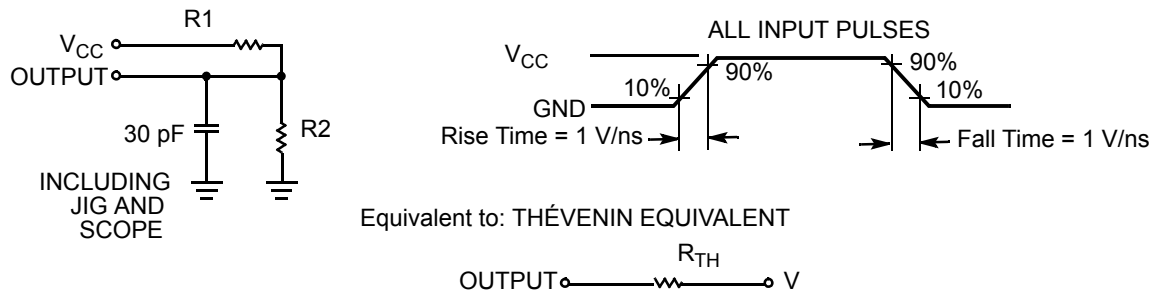 R1
VCC
OUTPUT
30 pF
R2
INCLUDING
JIG AND
SCOPE
ALL INPUT PULSES
VCC
10%
90%
90%
10%
GND
Rise Time = 1 V/ns
Fall Time = 1 V/ns
Equivalent to: THÉVENIN EQUIVALENT
RTH
OUTPUT
V